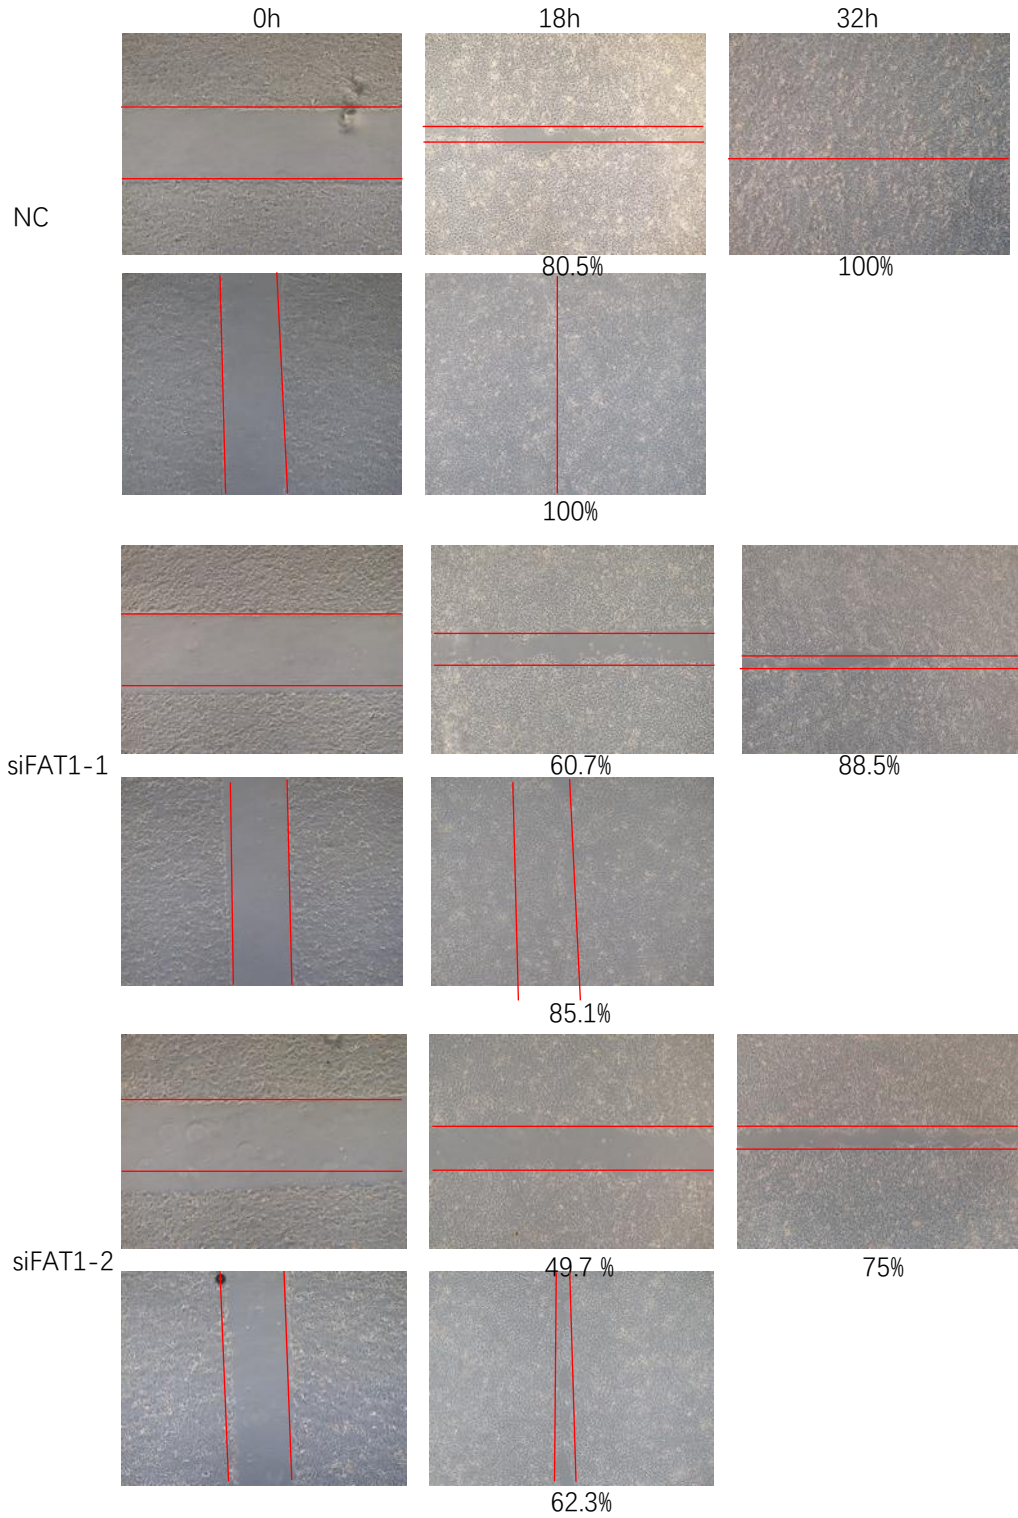 0h 18h 32h
NC
80.5% 100%
100%
siFAT1-1
60.7% 88.5%
85.1%
siFAT1-2
49.7 % 75%
62.3%